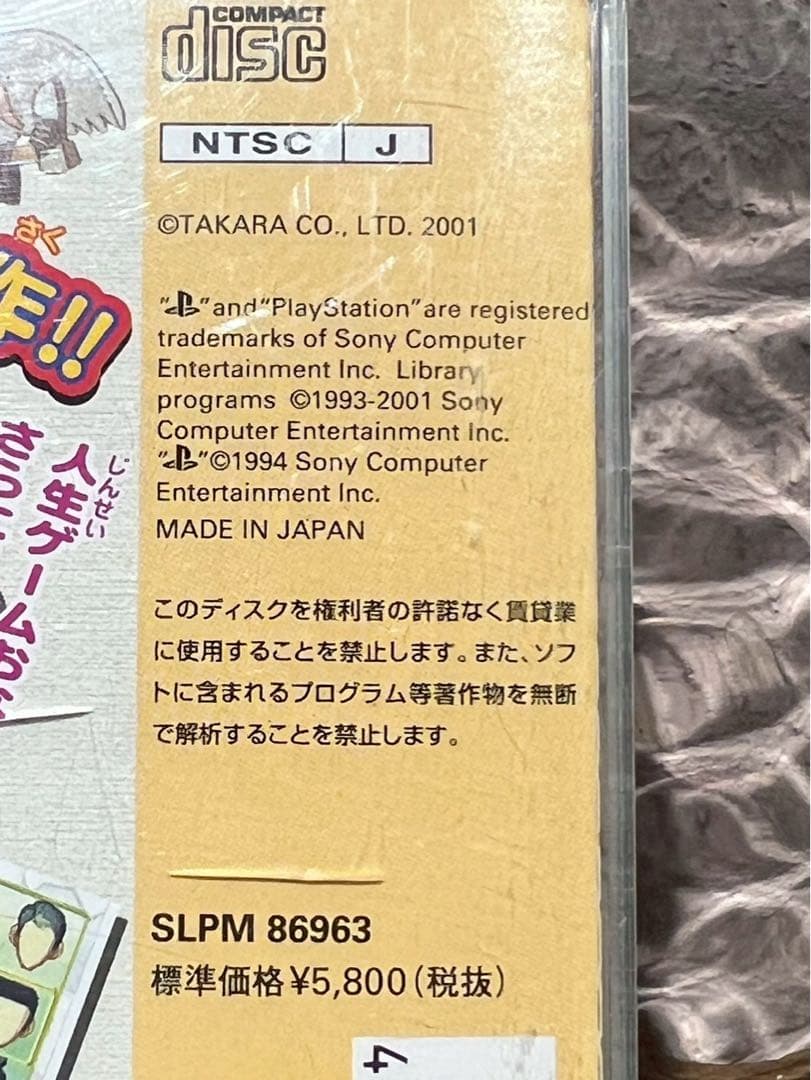 COMPACT
disc
NTSC J
©TAKARA CO., LTD. 2001
" "and"PlayStation"are registered
trademarks of Sony Computer
Entertainment Inc. Library
programs ©1993-2001 Sony
Computer Entertainment Inc.
" "©1994 Sony Computer
Entertainment Inc.
MADE IN JAPAN
このディスクを権利者の許諾なく賃貸業
に使用することを禁止します。また、ソフ
トに含まれるプログラム等著作物を無断
で解析することを禁止します。
SLPM 86963
標準価格¥5,800(税抜)
4
さく
作!!
じんせい
人生ゲーム